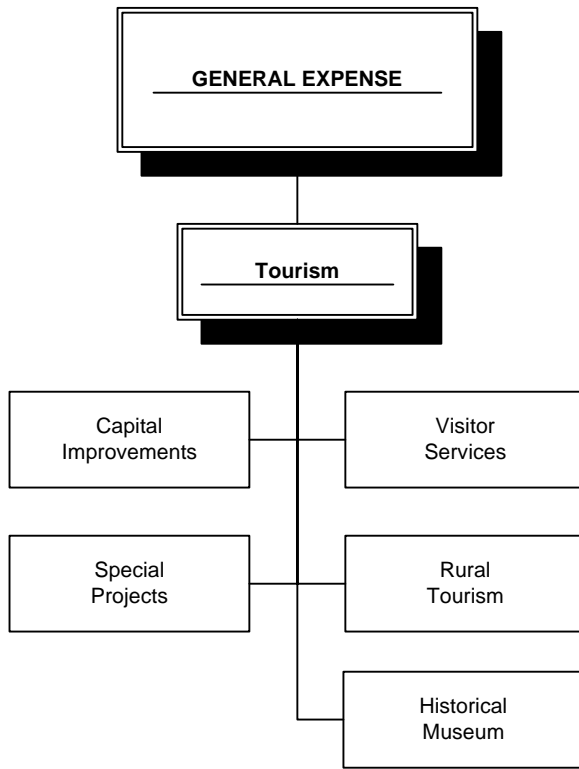 GENERAL EXPENSE
Tourism
Capital
Improvements
Visitor
Services
Special
Projects
Rural
Tourism
Historical
Museum